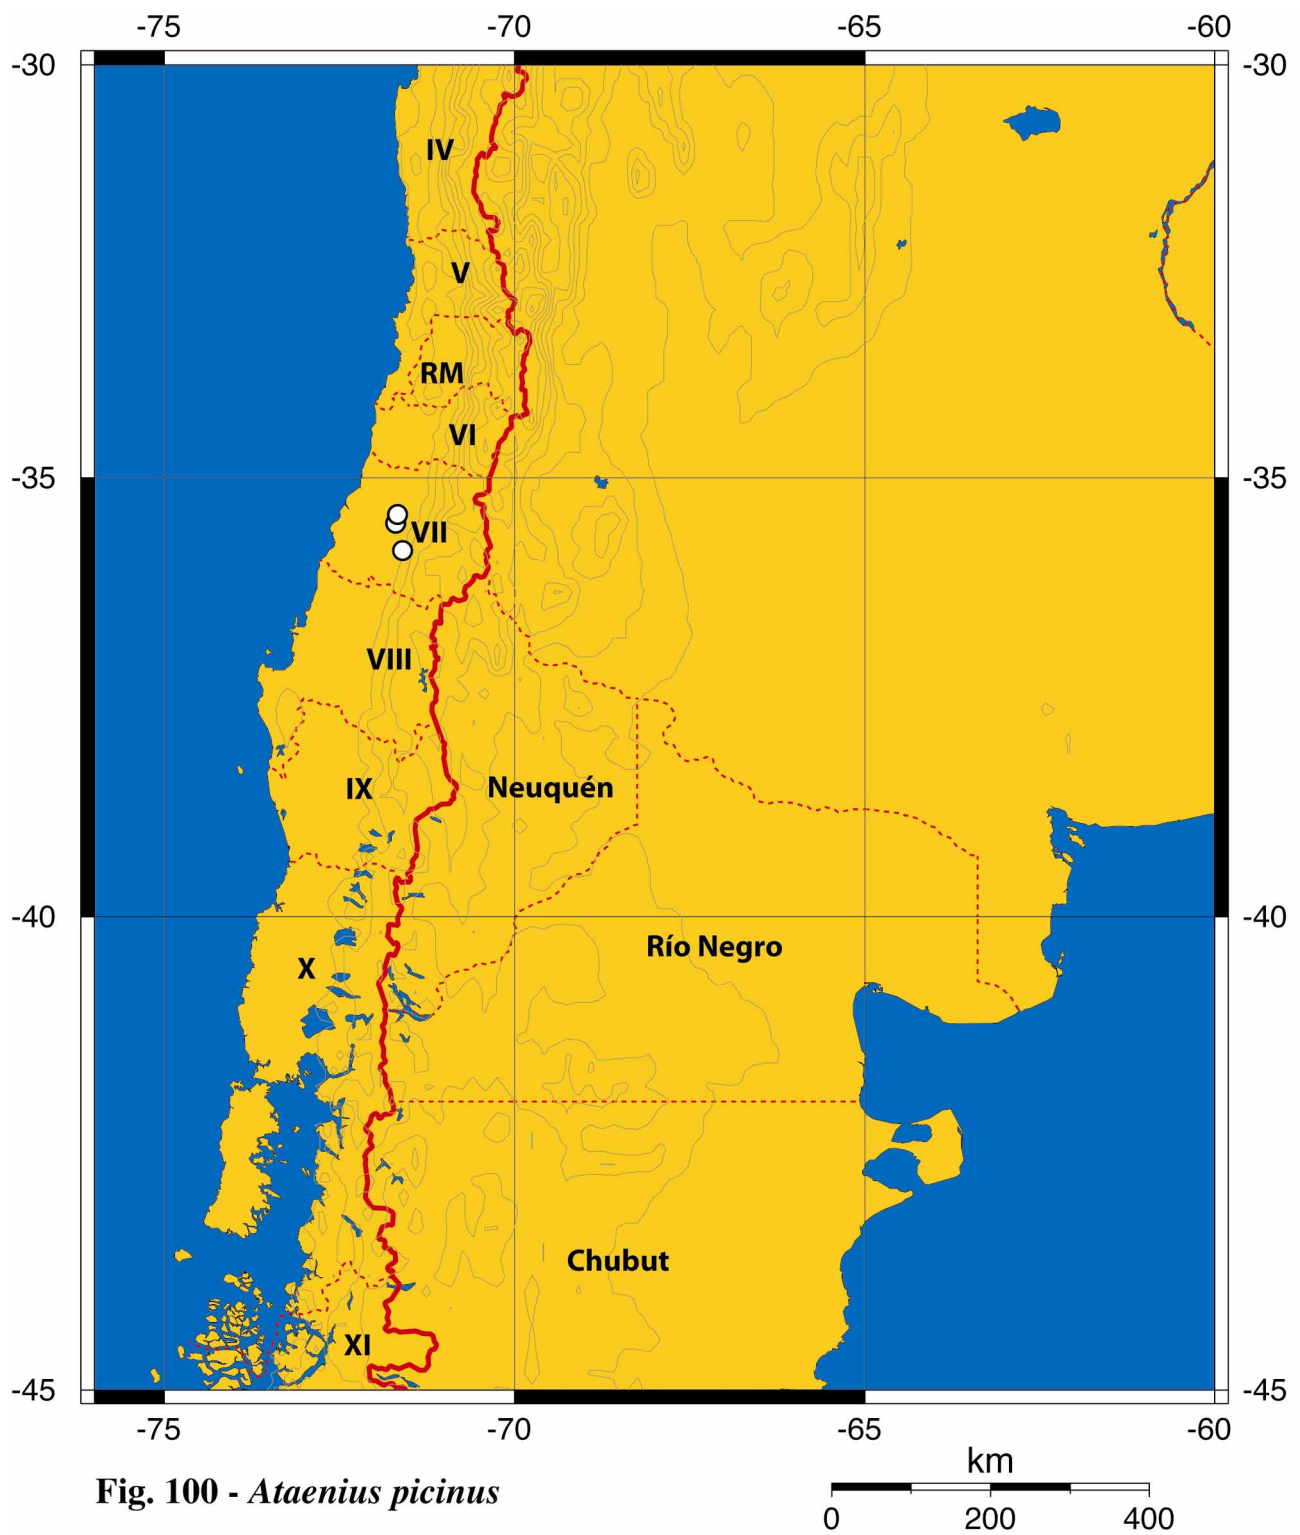 -75 -70 -65 -60
-30 -30
IV
V
RM
VI
-35 -35
VII
VIII
IX Neuquén
-40 -40
Río Negro
X
Chubut
XI
-45 -45
-75 -70 -65 -60
km
Fig. 100 - Ataenius picinus
0 200 400